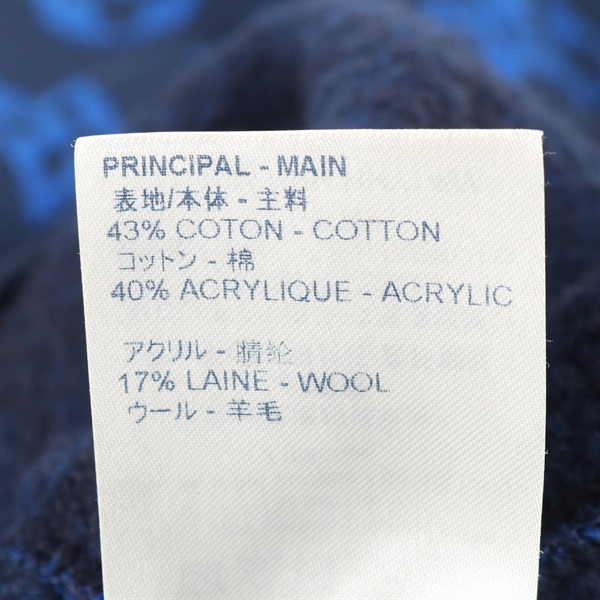 PRINCIPAL - MAIN
表地/本体 - 主料
43% COTON - COTTON
コットン - 棉
40% ACRYLIQUE - ACRYLIC
アクリル - 腈纶
17% LAINE - WOOL
ウール - 羊毛